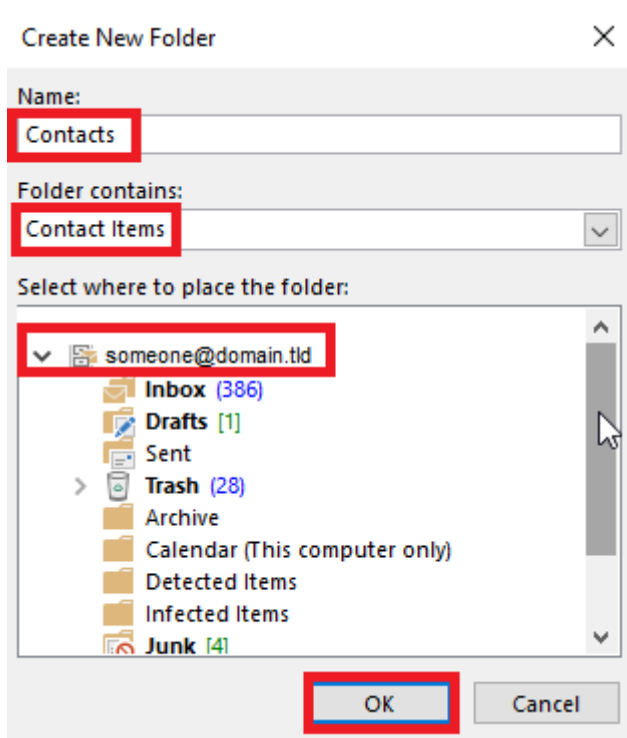 Create New Folder
Name:
Contacts
Folder contains:
Contact Items
Select where to place the folder:
someone@domain.tld
Inbox (386)
Drafts [1]
Sent
Trash (28)
Archive
Calendar (This computer only)
Detected Items
Infected Items
Junk [4]
OK Cancel